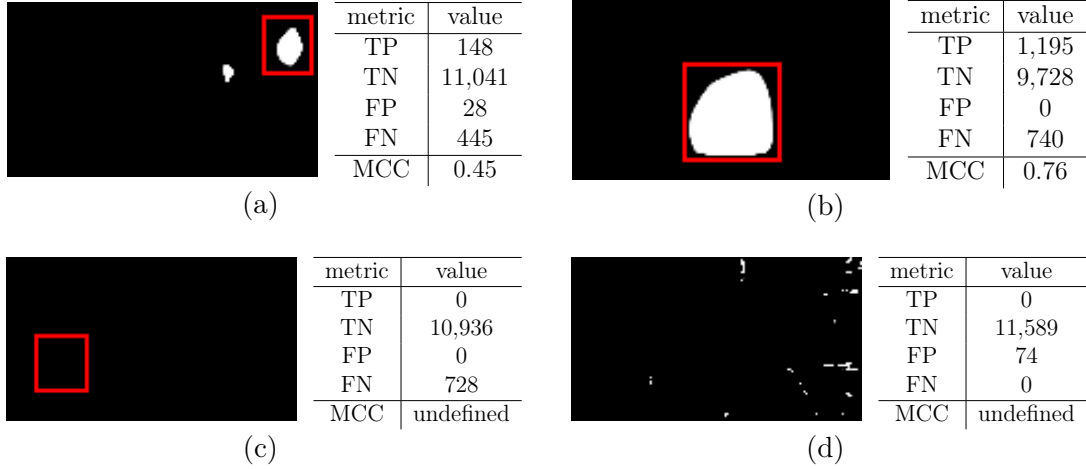 metric value
TP 148
TN 11,041
FP 28
FN 445
MCC 0.45
(a)
metric value
TP 1,195
TN 9,728
FP 0
FN 740
MCC 0.76
(b)
metric value
TP 0
TN 10,936
FP 0
FN 728
MCC undefined
(c)
metric value
TP 0
TN 11,589
FP 74
FN 0
MCC undefined
(d)